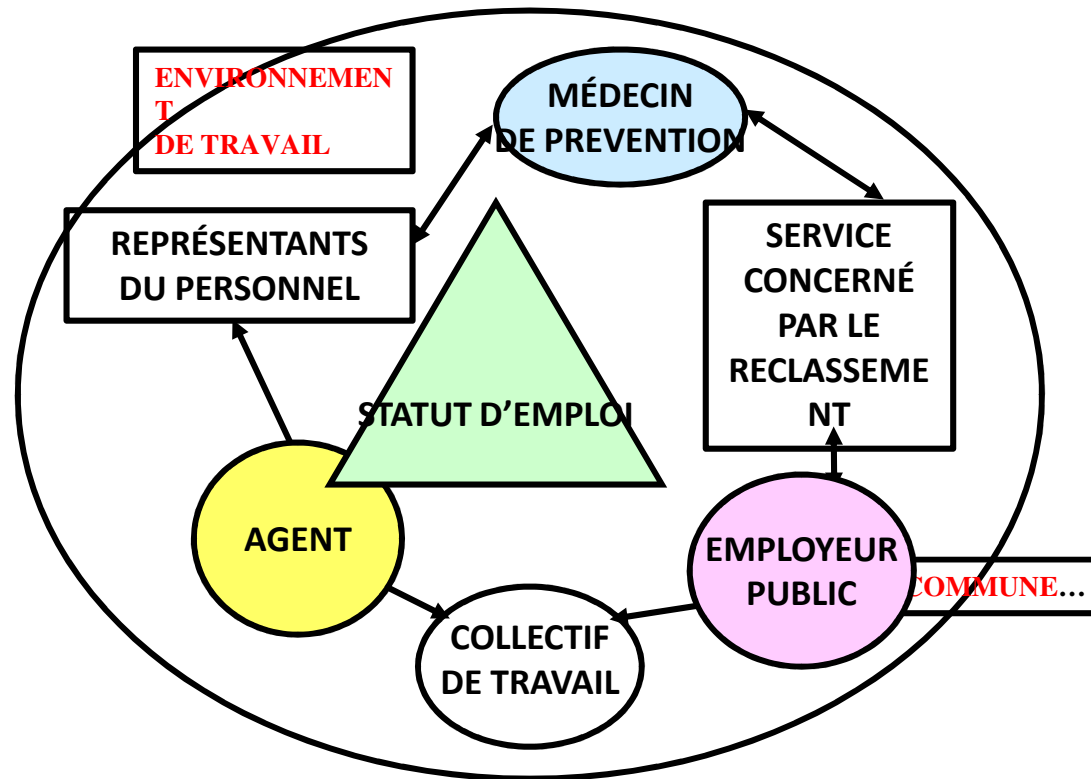 ENVIRONNEMEN
T
DE TRAVAIL
MÉDECIN
DE PREVENTION
REPRÉSENTANTS
DU PERSONNEL
SERVICE
CONCERNÉ
PAR LE
RECLASSEME
NT
STATUT D’EMPLOI
AGENT
EMPLOYEUR
PUBLIC
COMMUNE…
COLLECTIF
DE TRAVAIL